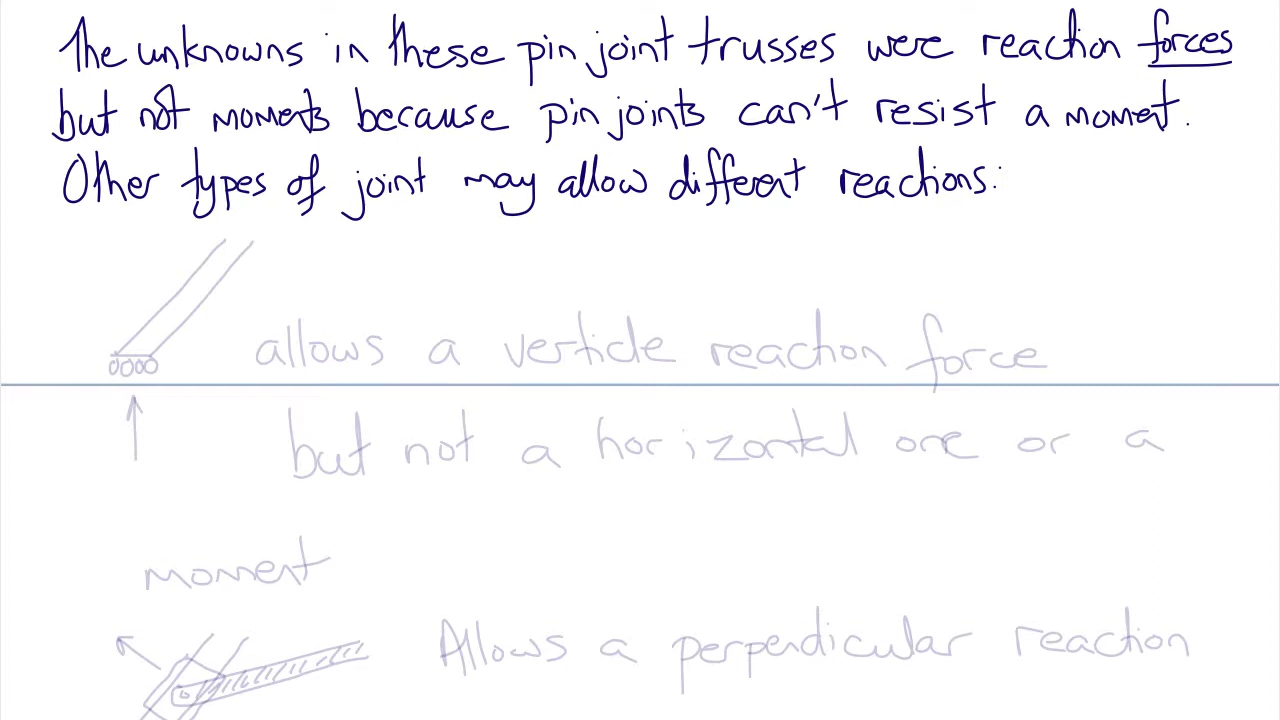 The unknowns in these pin joint trusses were reaction forces
but not moments because pin joints can't resist a moment.
Other types of joint may allow different reactions:
allows a verticle reaction force
but not a horizontal one or a
moment
Allows a perpendicular reaction